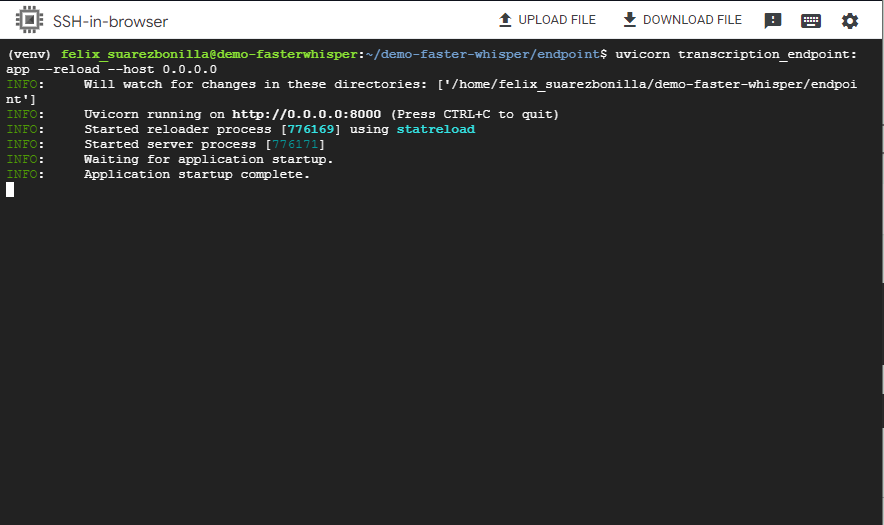 SSH-in-browser
UPLOAD FILE
DOWNLOAD FILE
(venv) felix_suarezbonilla@demo-fasterwhisper:~/demo-faster-whisper/endpoint$ uvicorn transcription_endpoint:
app --reload --host 0.0.0.0
INFO:     Will watch for changes in these directories: ['/home/felix_suarezbonilla/demo-faster-whisper/endpoi
nt']
INFO:     Uvicorn running on http://0.0.0.0:8000 (Press CTRL+C to quit)
INFO:     Started reloader process [776169] using statreload
INFO:     Started server process [776171]
INFO:     Waiting for application startup.
INFO:     Application startup complete.